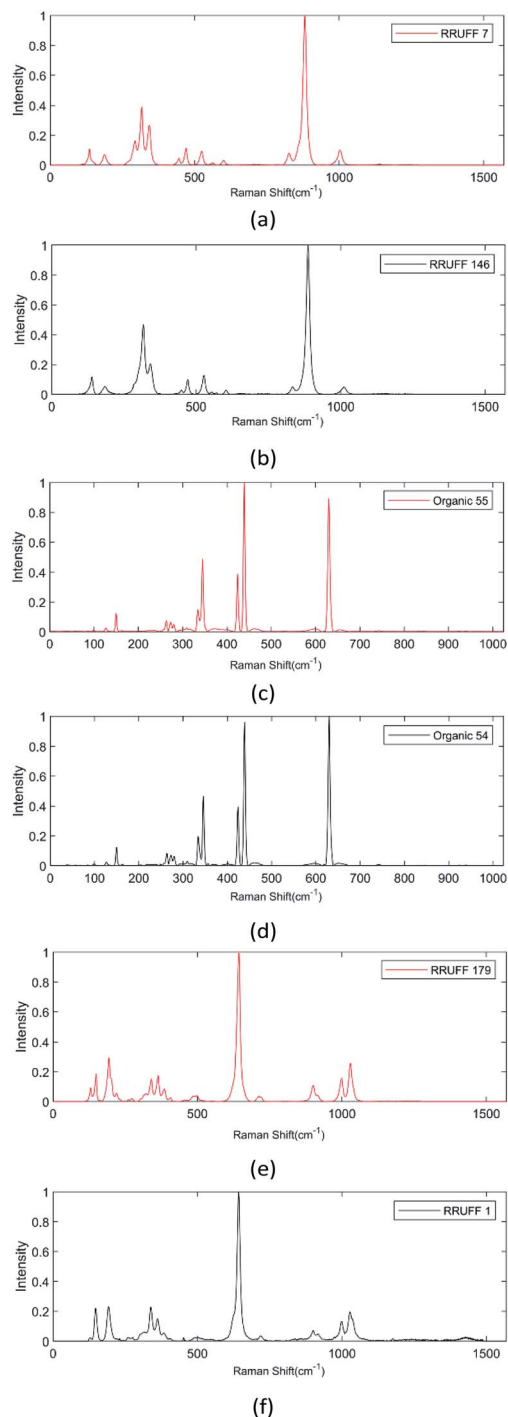 1
0.8
0.6
0.4
0.2
0
Intensity
RRUFF 7
0 500 1000 1500
Raman Shift(cm⁻¹)
(a)
1
0.8
0.6
0.4
0.2
0
Intensity
RRUFF 146
0 500 1000 1500
Raman Shift(cm⁻¹)
(b)
1
0.8
0.6
0.4
0.2
0
Intensity
Organic 55
0 100 200 300 400 500 600 700 800 900 1000
Raman Shift(cm⁻¹)
(c)
1
0.8
0.6
0.4
0.2
0
Intensity
Organic 54
0 100 200 300 400 500 600 700 800 900 1000
Raman Shift(cm⁻¹)
(d)
1
0.8
0.6
0.4
0.2
0
Intensity
RRUFF 179
0 500 1000 1500
Raman Shift(cm⁻¹)
(e)
1
0.8
0.6
0.4
0.2
0
Intensity
RRUFF 1
0 500 1000 1500
Raman Shift(cm⁻¹)
(f)